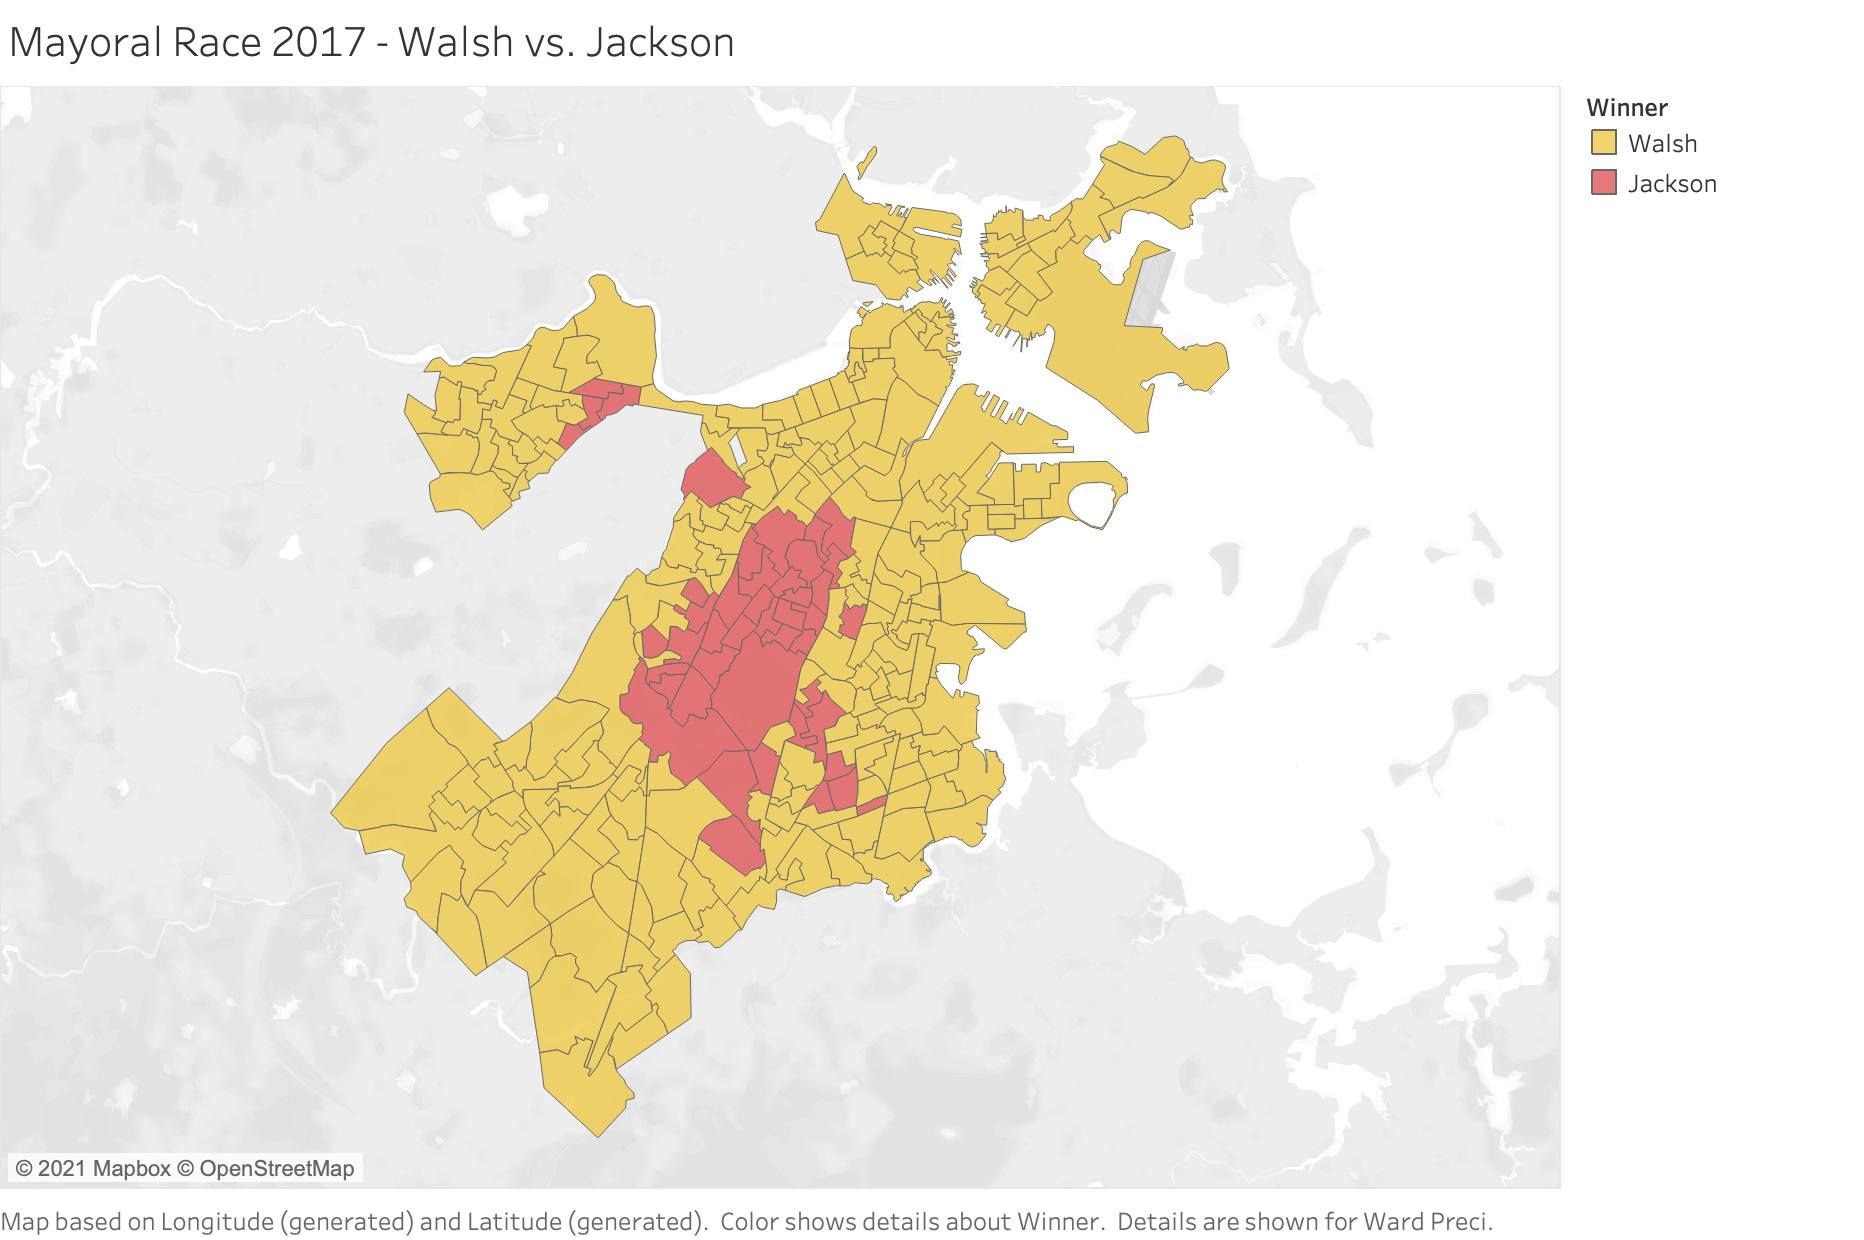 Mayoral Race 2017 - Walsh vs. Jackson
Winner
Walsh
Jackson
© 2021 Mapbox © OpenStreetMap
Map based on Longitude (generated) and Latitude (generated).  Color shows details about Winner.  Details are shown for Ward Preci.